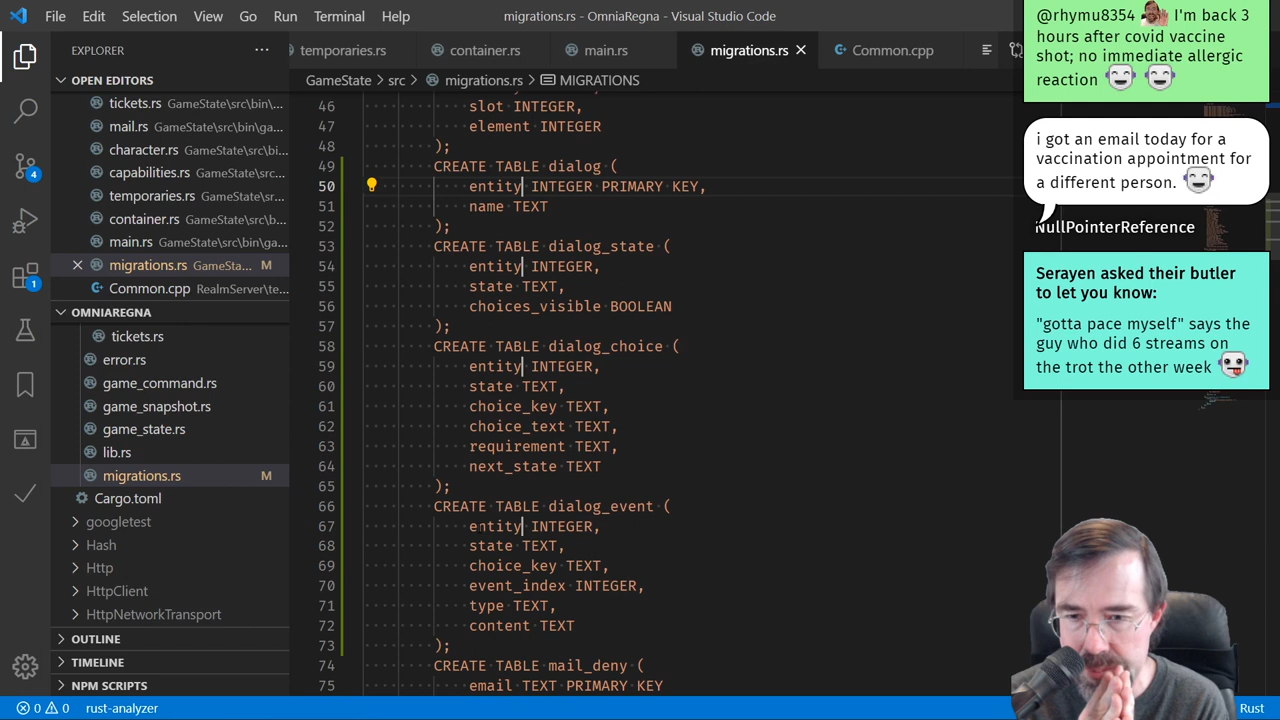 File Edit Selection View Go Run Terminal Help
migrations.rs - OmniaRegna - Visual Studio Code
EXPLORER
OPEN EDITORS
tickets.rs GameState\src\bin\ga...
mail.rs GameState\src\bin\ga...
character.rs GameState\src\bin\...
capabilities.rs GameState\src\b...
temporaries.rs GameState\src\...
container.rs GameState\src\b...
main.rs GameState\src\bin\ga...
migrations.rs GameSta... M
Common.cpp RealmServer\te...
OMNIAREGNA
tickets.rs
error.rs
game_command.rs
game_snapshot.rs
game_state.rs
lib.rs
migrations.rs M
Cargo.toml
googletest
Hash
Http
HttpClient
HttpNetworkTransport
OUTLINE
TIMELINE
NPM SCRIPTS
4
1
temporaries.rs container.rs main.rs migrations.rs Common.cpp
GameState > src > migrations.rs > MIGRATIONS
46 slot INTEGER,
47 element INTEGER
48 );
49 CREATE TABLE dialog (
50 entity INTEGER PRIMARY KEY,
51 name TEXT
52 );
53 CREATE TABLE dialog_state (
54 entity INTEGER,
55 state TEXT,
56 choices_visible BOOLEAN
57 );
58 CREATE TABLE dialog_choice (
59 entity INTEGER,
60 state TEXT,
61 choice_key TEXT,
62 choice_text TEXT,
63 requirement TEXT,
64 next_state TEXT
65 );
66 CREATE TABLE dialog_event (
67 entity INTEGER,
68 state TEXT,
69 choice_key TEXT,
70 event_index INTEGER,
71 type TEXT,
72 content TEXT
73 );
74 CREATE TABLE mail_deny (
75 email TEXT PRIMARY KEY
@rhymu8354 I'm back 3
hours after covid vaccine
shot; no immediate allergic
reaction
i got an email today for a
vaccination appointment for
a different person.
NullPointerReference
Serayen asked their butler
to let you know:
"gotta pace myself" says the
guy who did 6 streams on
the trot the other week
0 0 rust-analyzer
Rust